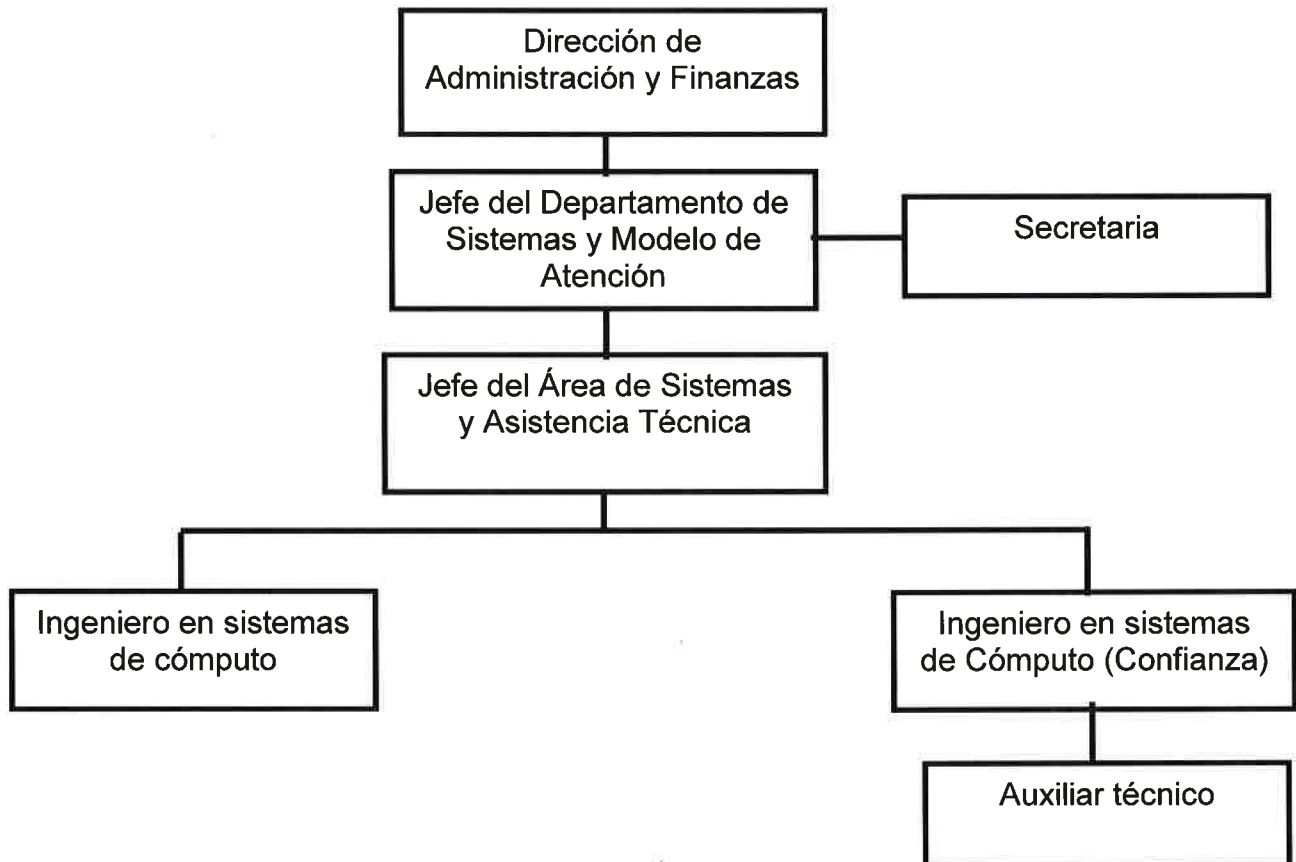 Dirección de
Administración y Finanzas
Jefe del Departamento de
Sistemas y Modelo de
Atención
Secretaria
Jefe del Área de Sistemas
y Asistencia Técnica
Ingeniero en sistemas
de cómputo
Ingeniero en sistemas
de Cómputo (Confianza)
Auxiliar técnico